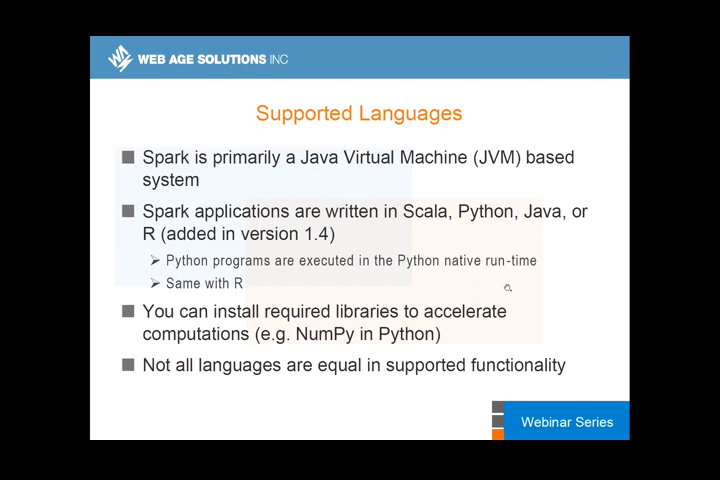 WEB AGE SOLUTIONS INC
Supported Languages
Spark is primarily a Java Virtual Machine (JVM) based
system
Spark applications are written in Scala, Python, Java, or
R (added in version 1.4)
Python programs are executed in the Python native run-time
Same with R
You can install required libraries to accelerate
computations (e.g. NumPy in Python)
Not all languages are equal in supported functionality
Webinar Series